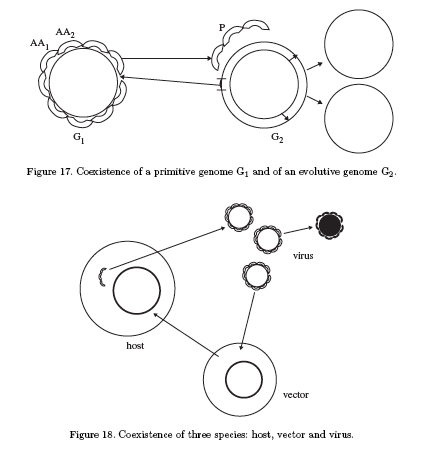 P
AA2
AA1
G1
G2
Figure 17. Coexistence of a primitive genome G1 and of an evolutive genome G2.
virus
host
vector
Figure 18. Coexistence of three species: host, vector and virus.